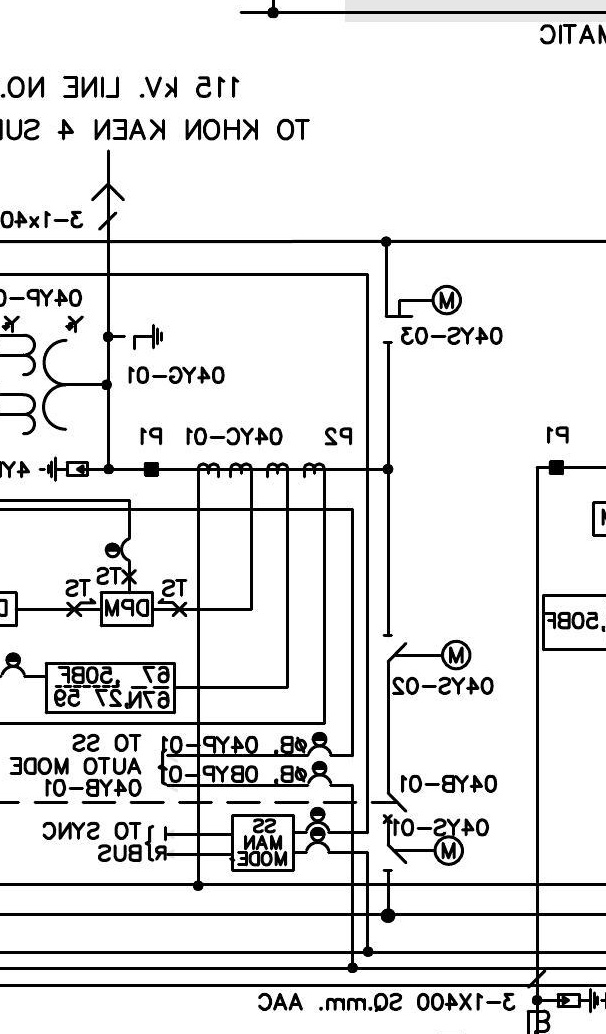 MATIC
115 kV. LINE NO.
TO KHON KAEN 4 SU
3-1x40
04YP-0
M
04YS-03
04YG-01
P1 04YC-01 P2
P1
4Y
TS TS TS
DPM
67 ,50BF,
67N,27 59
,50BF
M
04YS-02
TO SS
AUTO MODE
04YB-01
øB, 04YP-01
øB, 0BYP-01
04YB-01
04YS-01
M
TO SYNC
BUS R
SS
MAN
MODE
3-1X400 SQ.mm. AAC